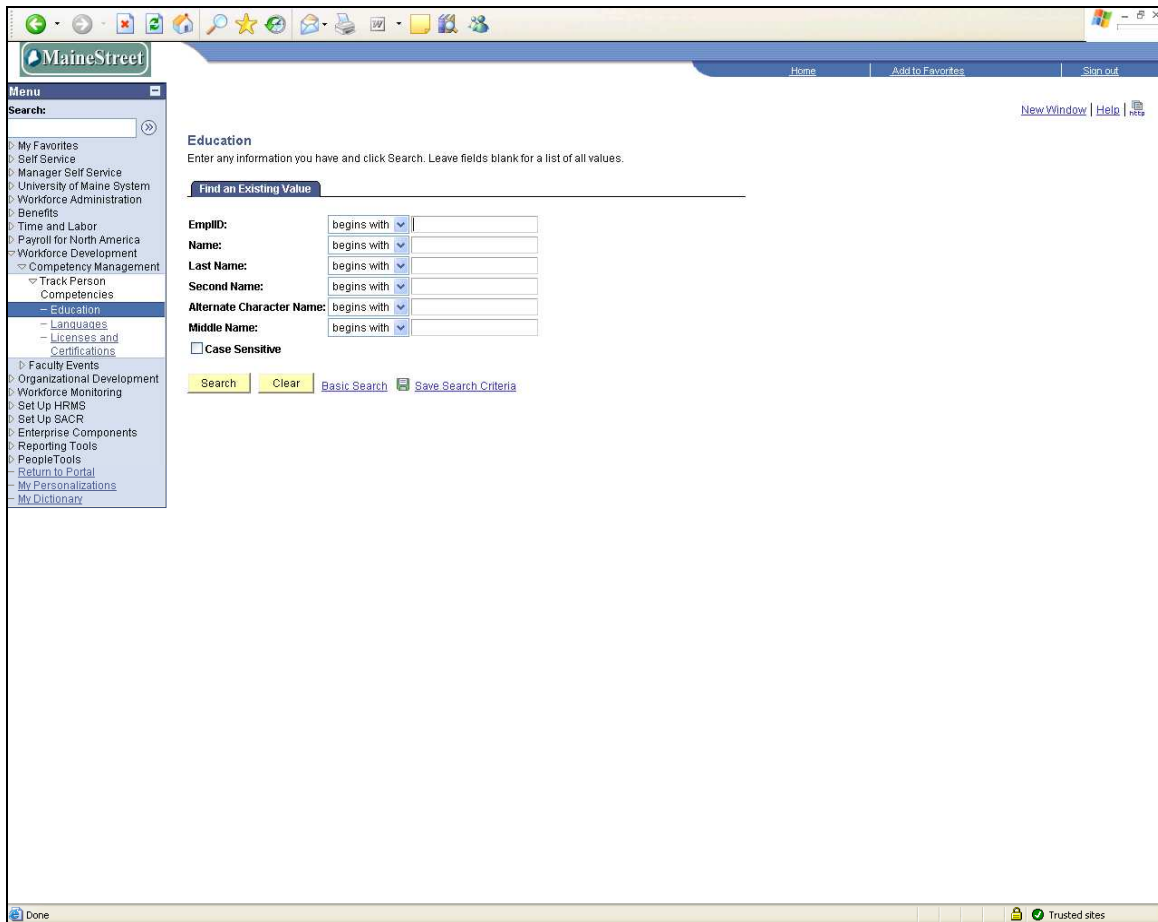 MaineStreet
Home
Add to Favorites
Sign out
Menu
Search:
My Favorites
Self Service
Manager Self Service
University of Maine System
Workforce Administration
Benefits
Time and Labor
Payroll for North America
Workforce Development
Competency Management
Track Person
Competencies
– Education
– Languages
– Licenses and
Certifications
Faculty Events
Organizational Development
Workforce Monitoring
Set Up HRMS
Set Up SACR
Enterprise Components
Reporting Tools
PeopleTools
– Return to Portal
– My Personalizations
– My Dictionary
New Window | Help |
http
Education
Enter any information you have and click Search. Leave fields blank for a list of all values.
Find an Existing Value
EmplID: begins with
Name: begins with
Last Name: begins with
Second Name: begins with
Alternate Character Name: begins with
Middle Name: begins with
Case Sensitive
Search Clear Basic Search Save Search Criteria
Done
Trusted sites